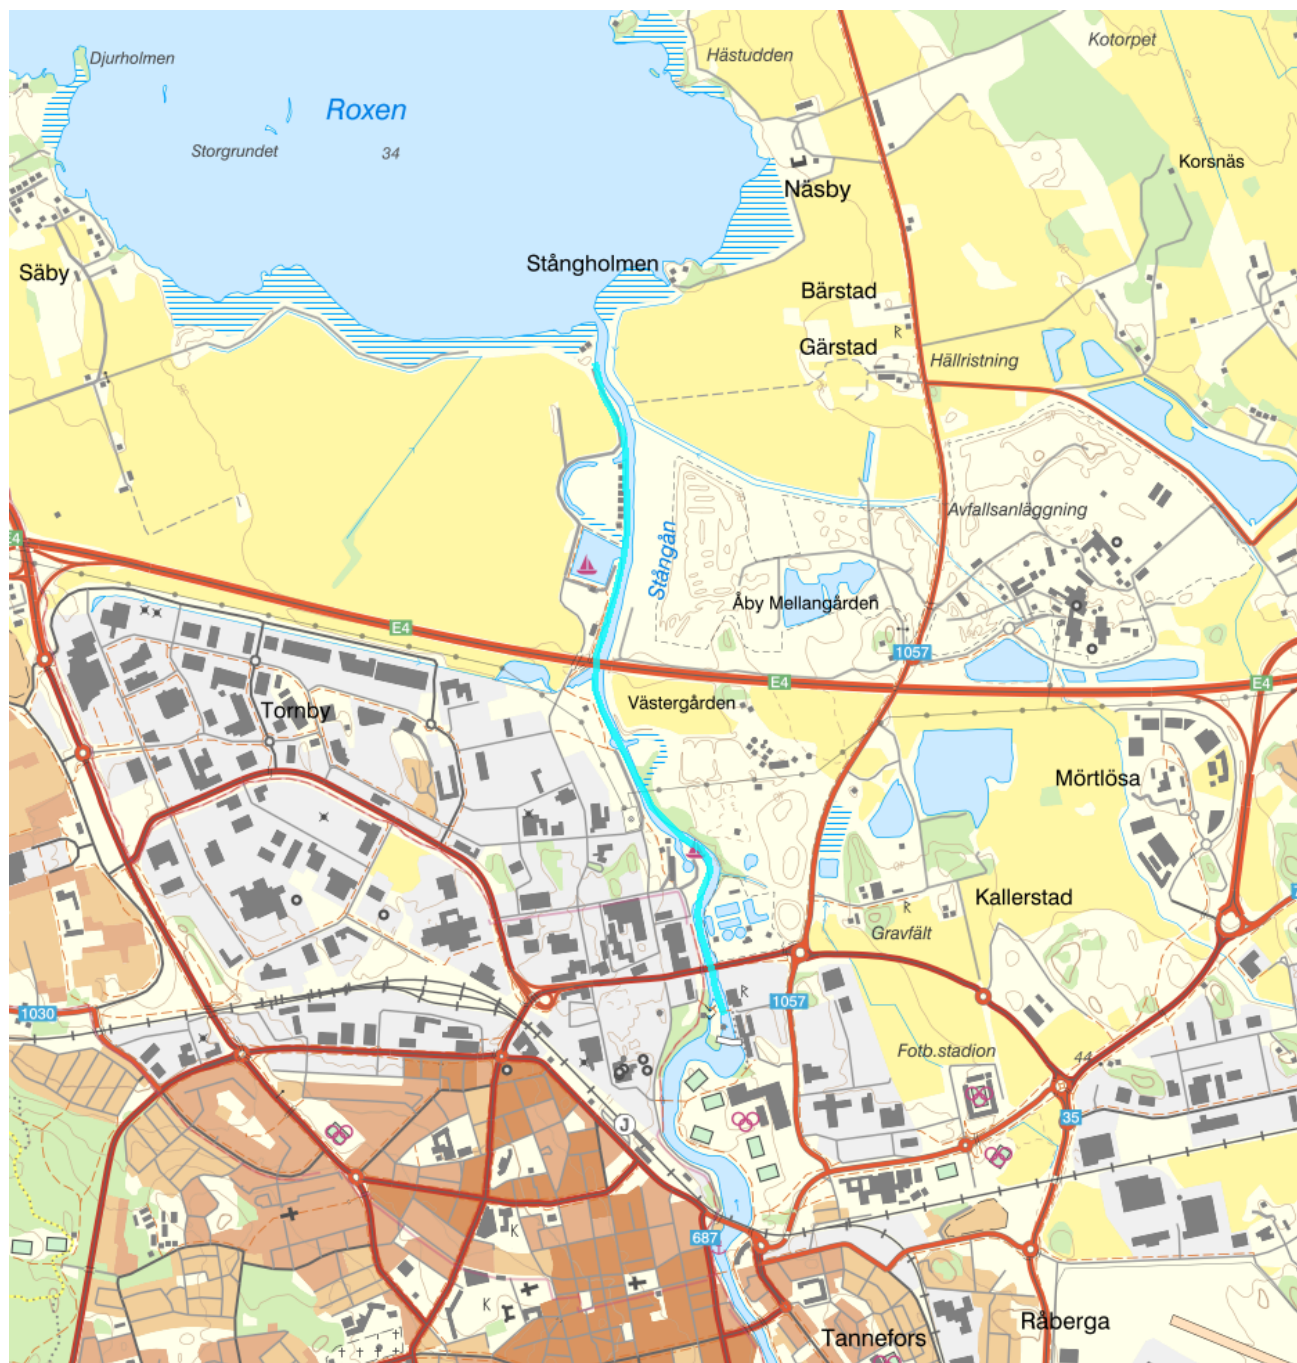 Djurholmen
Hästudden
Kotorpet
Roxen
Storgrundet
34
Korsnäs
Näsby
Säby
Stångholmen
Bärstad
R
Gärstad
Hällristning
Avfallsanläggning
E4
Stångån
Åby Mellangården
E4
1057
E4
E4
Västergården
Tornby
Mörtlösa
Kallerstad
R
Gravfält
R
1057
1030
Fotb.stadion
44
35
J
K
687
K
Råberga
Tannefors